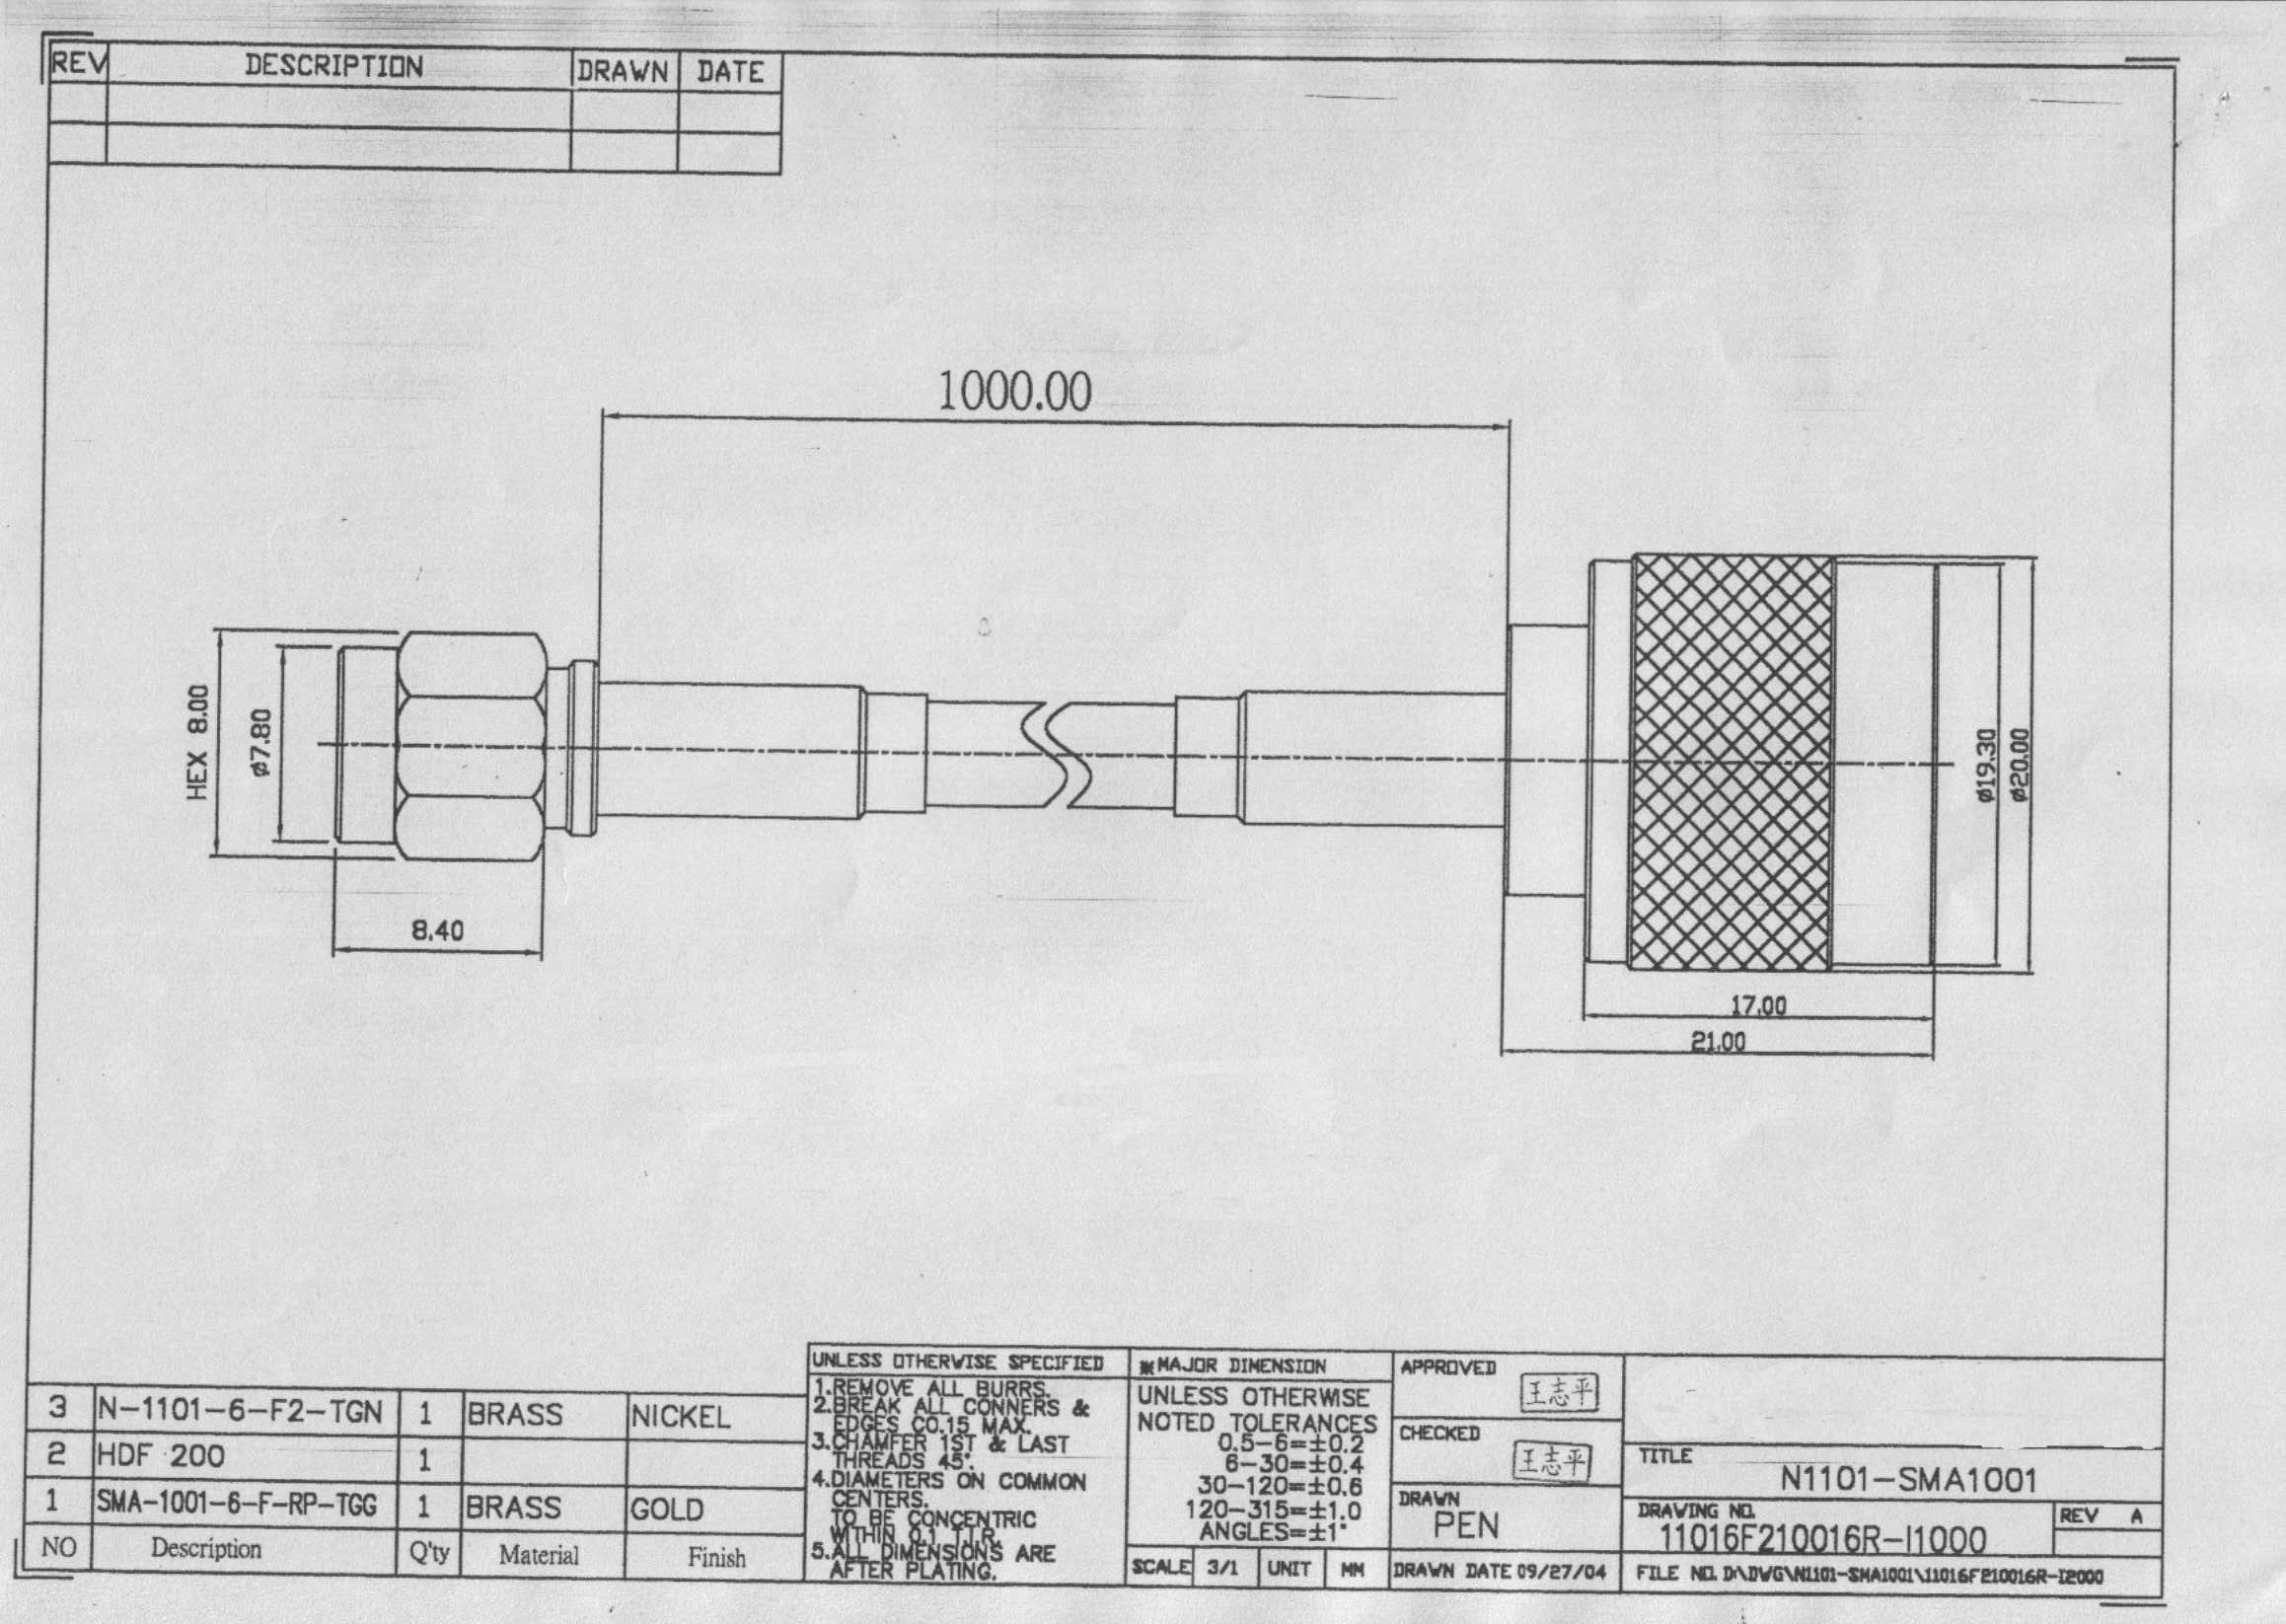 REV DESCRIPTION DRAWN DATE
1000.00
HEX 8.00
ø7.80
8.40
ø19.30
ø20.00
17.00
21.00
3 N-1101-6-F2-TGN 1 BRASS NICKEL
2 HDF 200 1
1 SMA-1001-6-F-RP-TGG 1 BRASS GOLD
NO Description Q'ty Material Finish
UNLESS OTHERWISE SPECIFIED
1.REMOVE ALL BURRS.
2.BREAK ALL CONNERS &
EDGES CO.15 MAX.
3.CHAMFER 1ST & LAST
THREADS 45°.
4.DIAMETERS ON COMMON
CENTERS.
TO BE CONCENTRIC
WITHIN 0.1 T.I.R.
5.ALL DIMENSIONS ARE
AFTER PLATING.
※MAJOR DIMENSION
UNLESS OTHERWISE
NOTED TOLERANCES
0.5-6=±0.2
6-30=±0.4
30-120=±0.6
120-315=±1.0
ANGLES=±1°
SCALE 3/1 UNIT MM
APPROVED
王志平
CHECKED
王志平
DRAWN
PEN
DRAWN DATE 09/27/04
TITLE
N1101-SMA1001
DRAWING NO.
11016F210016R-I1000
REV A
FILE NO. D\DWG\N1101-SMA1001\11016F210016R-I2000